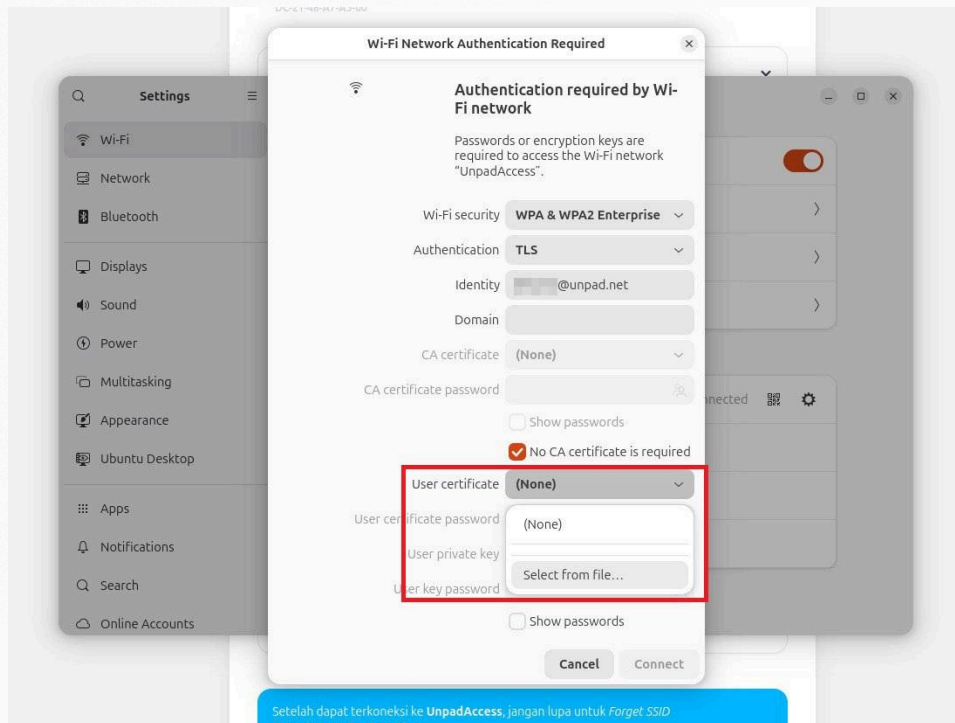 Wi-Fi Network Authentication Required
Settings
Authentication required by Wi-
Fi network
Passwords or encryption keys are
required to access the Wi-Fi network
“UnpadAccess”.
Wi-Fi security WPA & WPA2 Enterprise
Authentication TLS
Identity @unpad.net
Domain
CA certificate (None)
CA certificate password
Show passwords
No CA certificate is required
User certificate (None)
User certificate password
(None)
User private key
Select from file...
User key password
Show passwords
Cancel Connect
Wi-Fi
Network
Bluetooth
Displays
Sound
Power
Multitasking
Appearance
Ubuntu Desktop
Apps
Notifications
Search
Online Accounts
Setelah dapat terkoneksi ke UnpadAccess, jangan lupa untuk Forget SSID